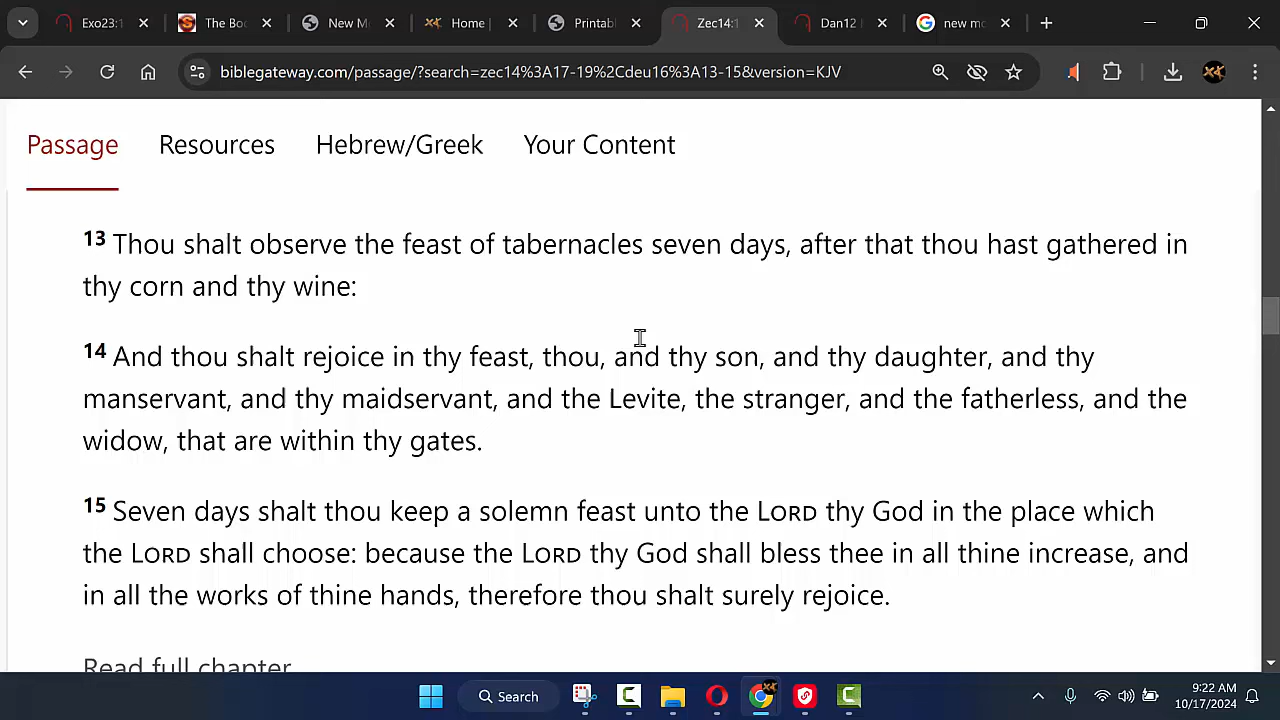 Exo23:1
The Boo
New Mo
Home
Printabl
Zec14:1
Dan12
new mo
biblegateway.com/passage/?search=zec14%3A17-19%2Cdeu16%3A13-15&version=KJV
Passage
Resources
Hebrew/Greek
Your Content
13 Thou shalt observe the feast of tabernacles seven days, after that thou hast gathered in
thy corn and thy wine:
14 And thou shalt rejoice in thy feast, thou, and thy son, and thy daughter, and thy
manservant, and thy maidservant, and the Levite, the stranger, and the fatherless, and the
widow, that are within thy gates.
15 Seven days shalt thou keep a solemn feast unto the LORD thy God in the place which
the LORD shall choose: because the LORD thy God shall bless thee in all thine increase, and
in all the works of thine hands, therefore thou shalt surely rejoice.
Read full chapter
Search
9:22 AM
10/17/2024